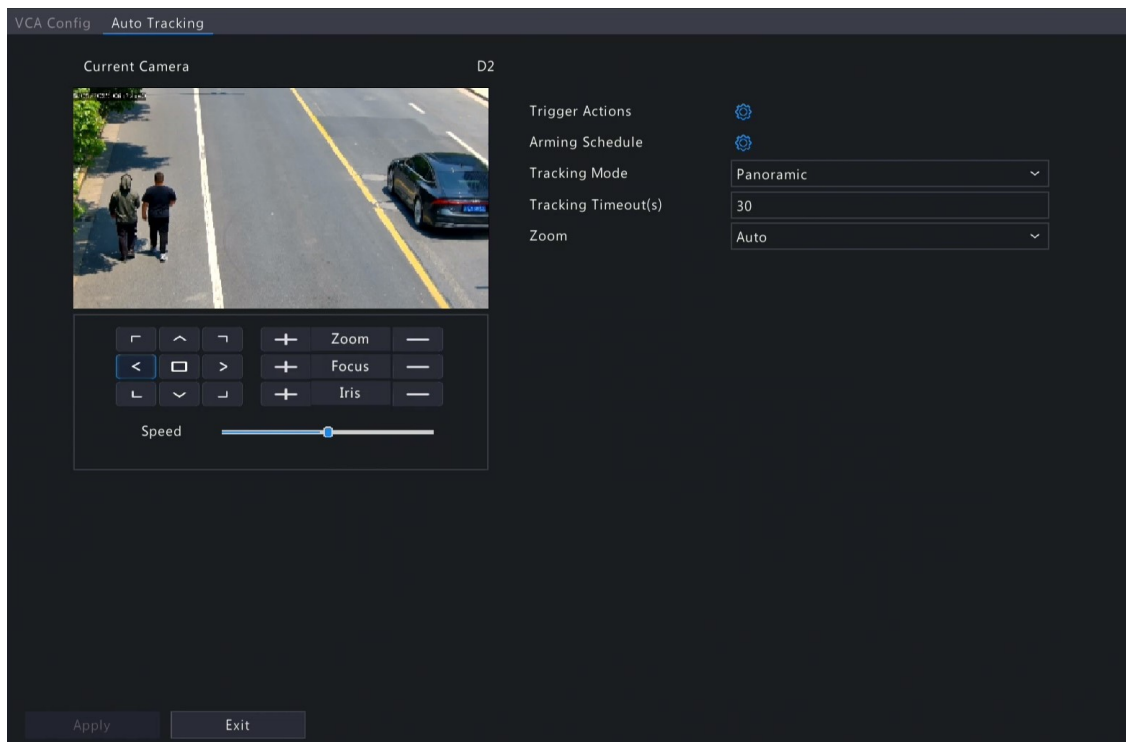 VCA Config Auto Tracking
Current Camera D2
Trigger Actions
Arming Schedule
Tracking Mode Panoramic
Tracking Timeout(s) 30
Zoom Auto
Zoom
Focus
Iris
Speed
Apply Exit